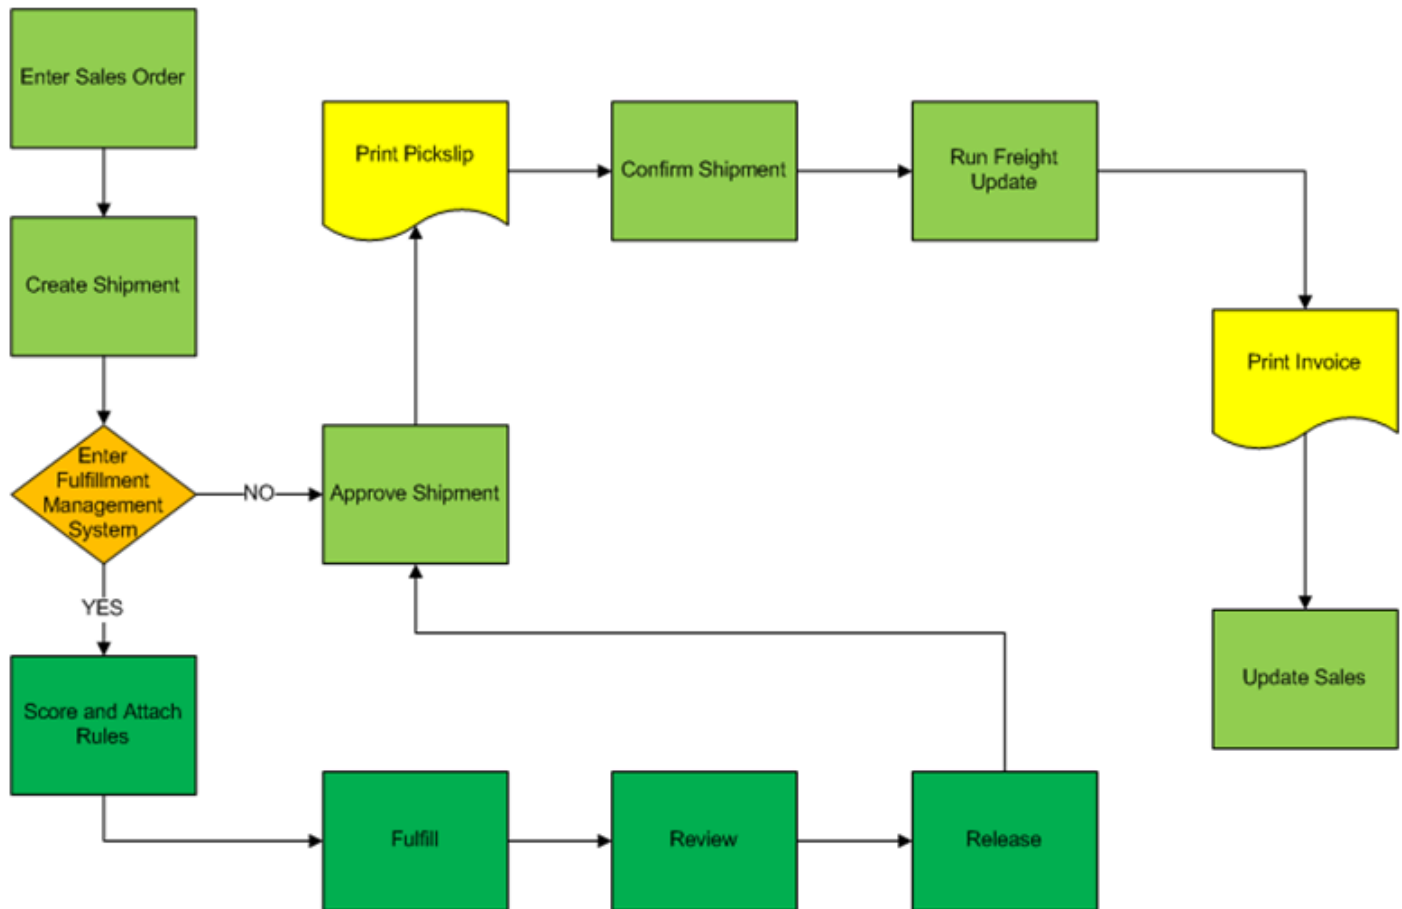 Enter Sales Order
Create Shipment
Enter
Fulfillment
Management
System
NO
YES
Score and Attach
Rules
Print Pickslip
Confirm Shipment
Run Freight
Update
Approve Shipment
Print Invoice
Update Sales
Fulfill
Review
Release